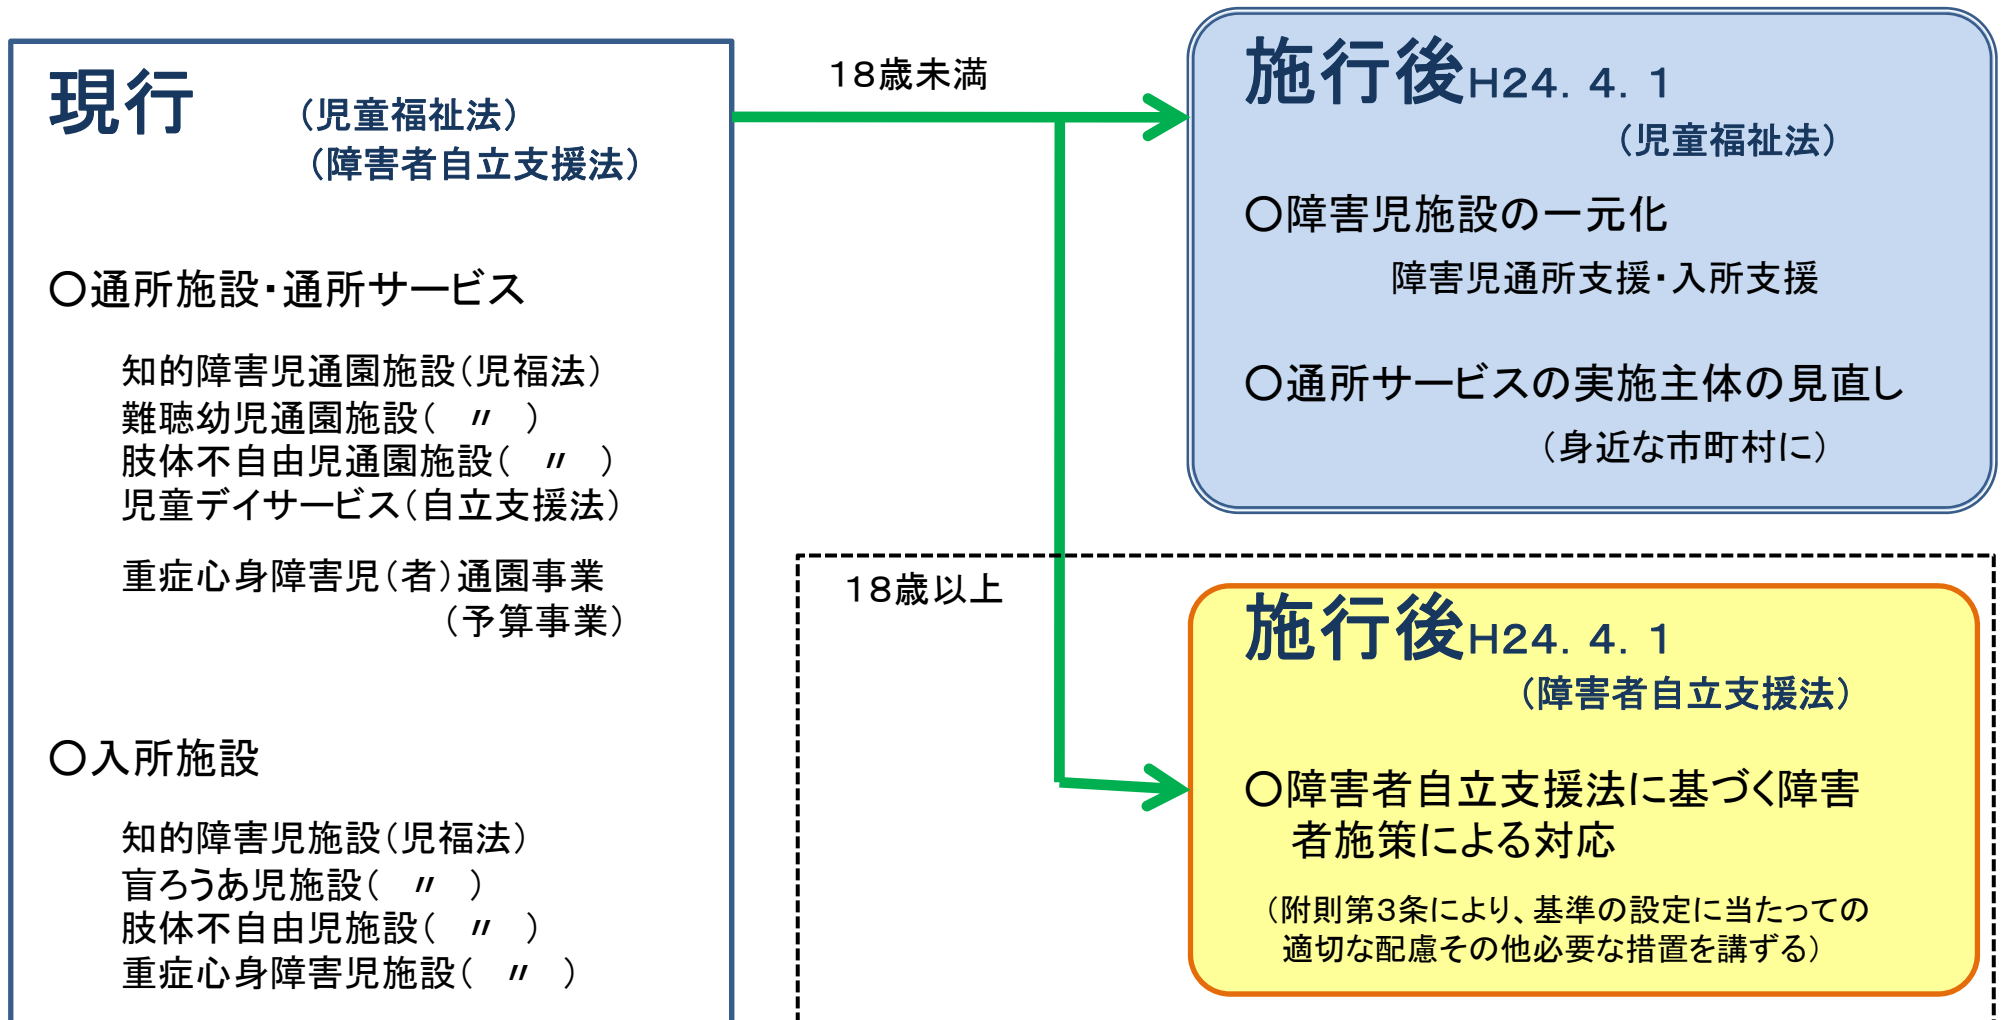 現行 (児童福祉法)
(障害者自立支援法)
○通所施設・通所サービス
知的障害児通園施設(児福法)
難聴幼児通園施設( 〃 )
肢体不自由児通園施設( 〃 )
児童デイサービス(自立支援法)
重症心身障害児(者)通園事業
(予算事業)
○入所施設
知的障害児施設(児福法)
盲ろうあ児施設( 〃 )
肢体不自由児施設( 〃 )
重症心身障害児施設( 〃 )
18歳未満
施行後H24.4.1
(児童福祉法)
○障害児施設の一元化
障害児通所支援・入所支援
○通所サービスの実施主体の見直し
(身近な市町村に)
18歳以上
施行後H24.4.1
(障害者自立支援法)
○障害者自立支援法に基づく障害
者施策による対応
(附則第3条により、基準の設定に当たっての
適切な配慮その他必要な措置を講ずる)